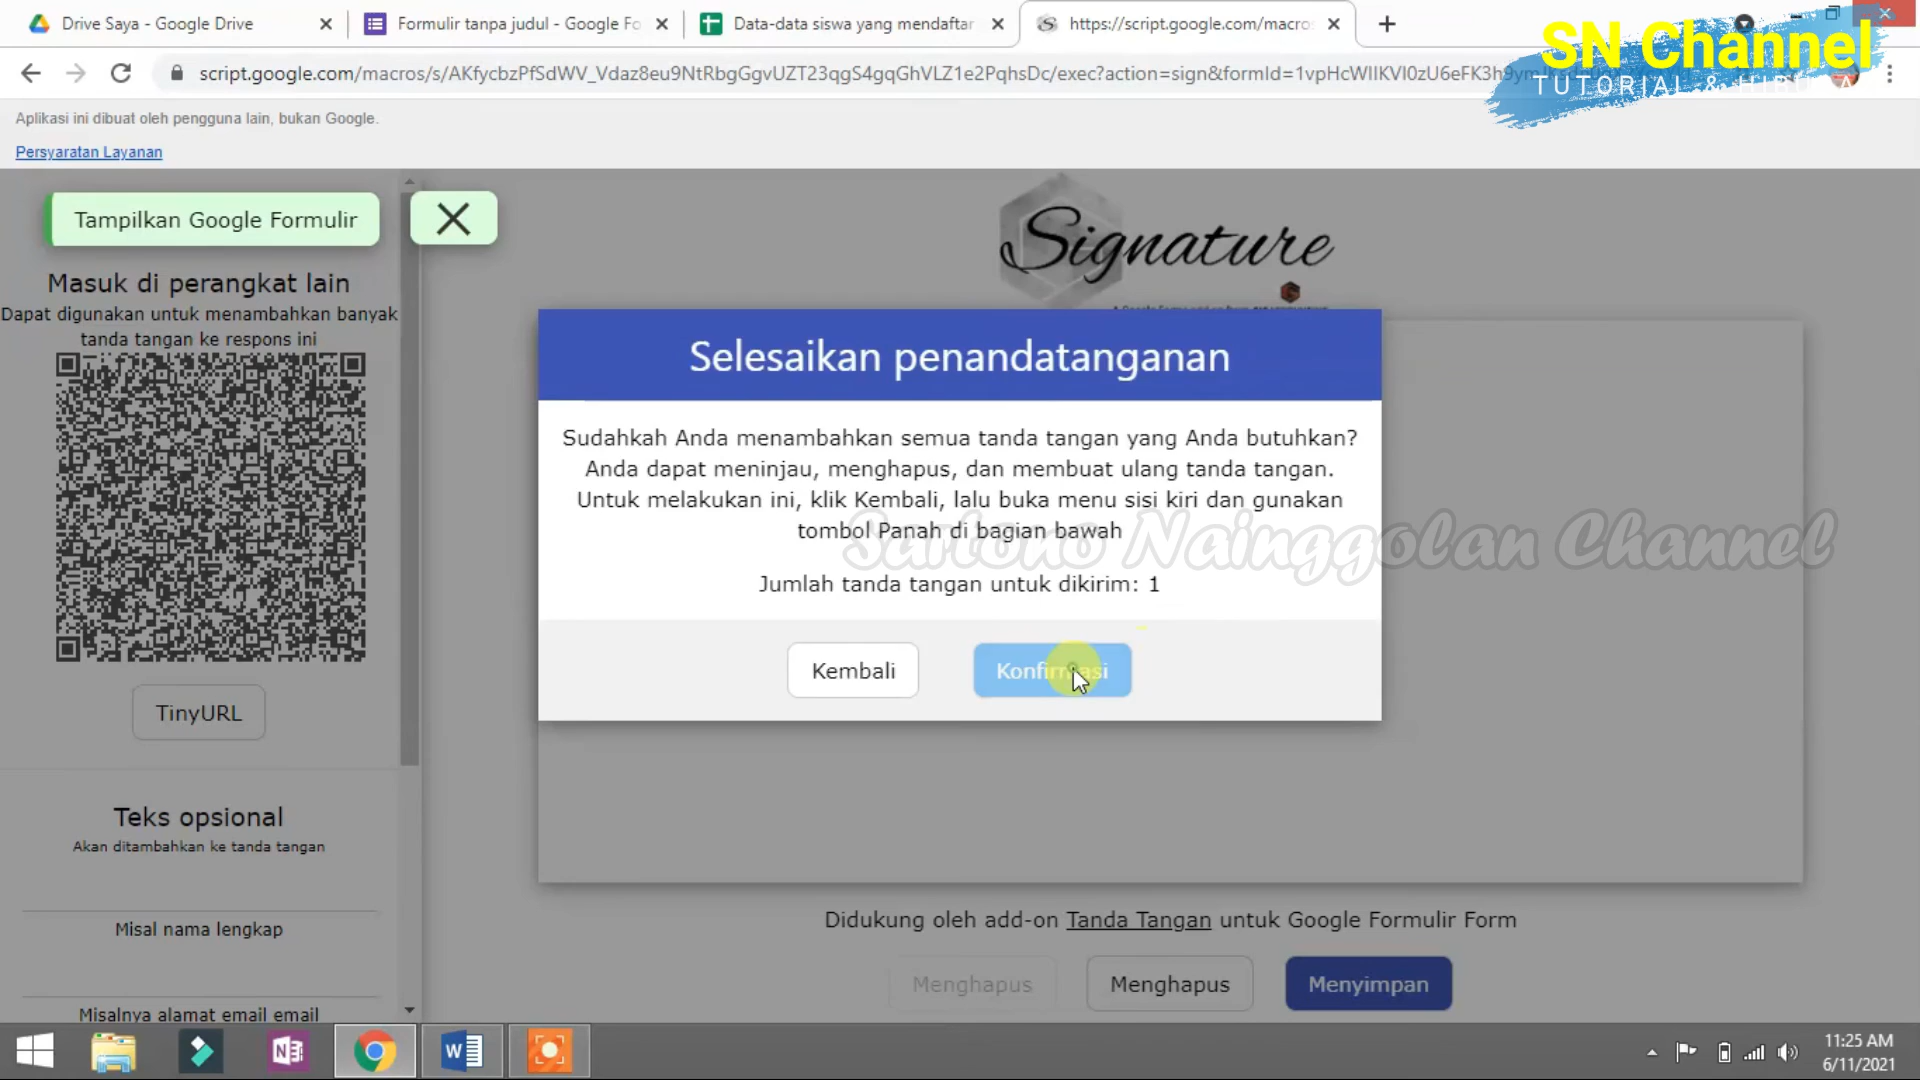 Drive Saya - Google Drive
Formulir tanpa judul - Google Fo
Data-data siswa yang mendaftar
https://script.google.com/macro
SN Channel
TUTORIAL &
script.google.com/macros/s/AKfycbzPfSdWV_Vdaz8eu9NtRbgGgvUZT23qgS4gqGhVLZ1e2PqhsDc/exec?action=sign&formId=1vpHcWIIKVI0zU6eFK3h9ym
Aplikasi ini dibuat oleh pengguna lain, bukan Google.
Persyaratan Layanan
Tampilkan Google Formulir
Signature
Masuk di perangkat lain
Dapat digunakan untuk menambahkan banyak
tanda tangan ke respons ini
Selesaikan penandatanganan
Sudahkah Anda menambahkan semua tanda tangan yang Anda butuhkan?
Anda dapat meninjau, menghapus, dan membuat ulang tanda tangan.
Untuk melakukan ini, klik Kembali, lalu buka menu sisi kiri dan gunakan
tombol Panah di bagian bawah
Sartono Nainggolan Channel
Jumlah tanda tangan untuk dikirim: 1
Kembali
Konfirmasi
TinyURL
Teks opsional
Akan ditambahkan ke tanda tangan
Misal nama lengkap
Misalnya alamat email email
Didukung oleh add-on Tanda Tangan untuk Google Formulir Form
Menghapus
Menghapus
Menyimpan
11:25 AM
6/11/2021